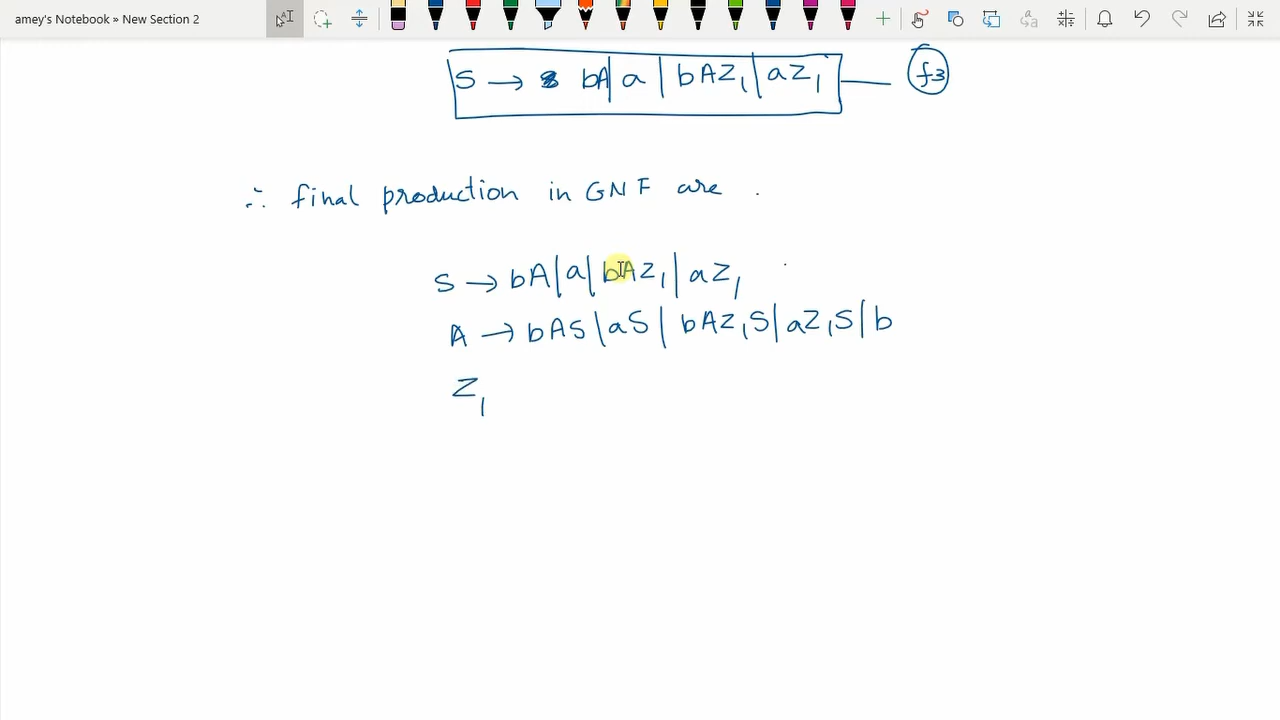 amey's Notebook » New Section 2
S → bA | a | bAZ₁ | aZ₁ — f3
∴ final production in GNF are .
S → bA | a | bAZ₁ | aZ₁
A → bAS | aS | bAZ₁S | aZ₁S | b
Z₁